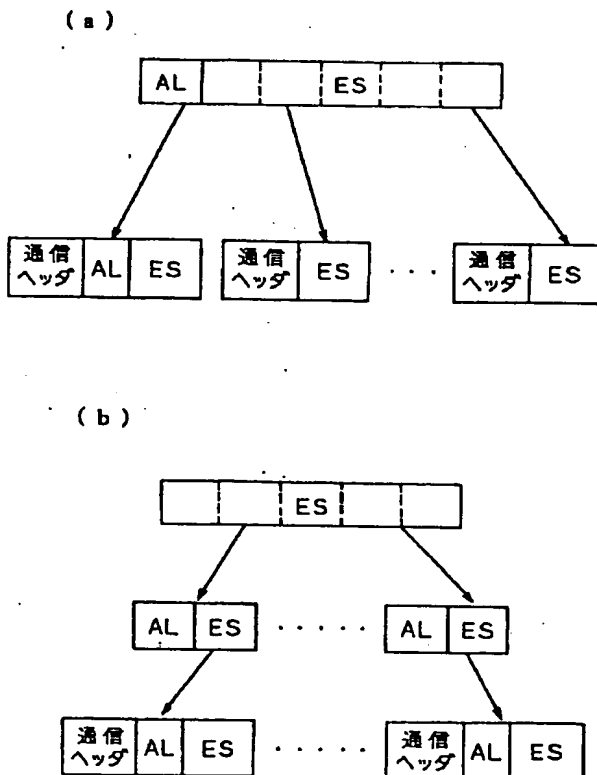 (a)
AL ES
通信ヘッダ AL ES 通信ヘッダ ES ・・・ 通信ヘッダ ES
(b)
ES
AL ES ・・・・・ AL ES
通信ヘッダ AL ES ・・・・・ 通信ヘッダ AL ES